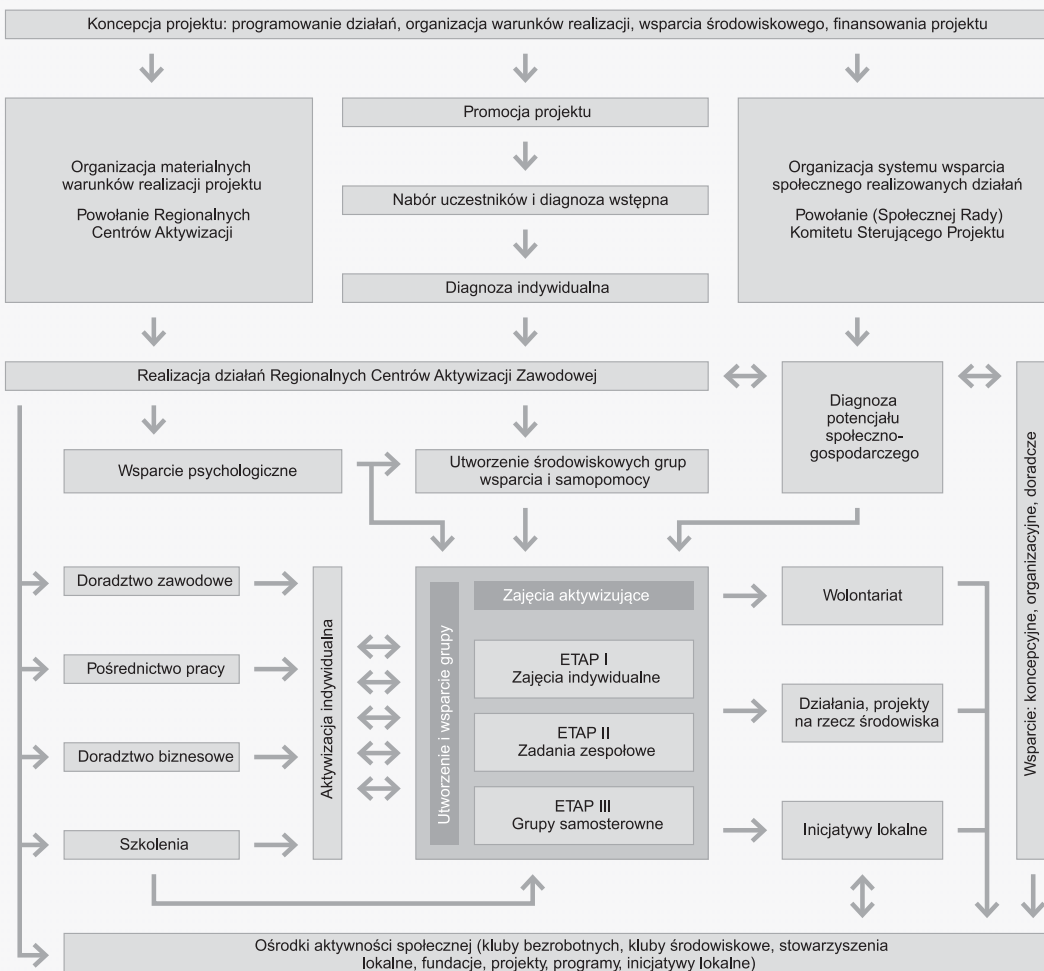 Koncepcja projektu: programowanie działań, organizacja warunków realizacji, wsparcia środowiskowego, finansowania projektu
Organizacja materialnych
warunków realizacji projektu
Powołanie Regionalnych
Centrów Aktywizacji
Promocja projektu
Nabór uczestników i diagnoza wstępna
Diagnoza indywidualna
Organizacja systemu wsparcia
społecznego realizowanych działań
Powołanie (Społecznej Rady)
Komitetu Sterującego Projektu
Realizacja działań Regionalnych Centrów Aktywizacji Zawodowej
Diagnoza
potencjału
społeczno-
gospodarczego
Wsparcie: koncepcyjne, organizacyjne, doradcze
Wsparcie psychologiczne
Utworzenie środowiskowych grup
wsparcia i samopomocy
Doradztwo zawodowe
Pośrednictwo pracy
Doradztwo biznesowe
Szkolenia
Aktywizacja indywidualna
Utworzenie i wsparcie grupy
Zajęcia aktywizujące
ETAP I
Zajęcia indywidualne
ETAP II
Zadania zespołowe
ETAP III
Grupy samosterowne
Wolontariat
Działania, projekty
na rzecz środowiska
Inicjatywy lokalne
Ośrodki aktywności społecznej (kluby bezrobotnych, kluby środowiskowe, stowarzyszenia
lokalne, fundacje, projekty, programy, inicjatywy lokalne)